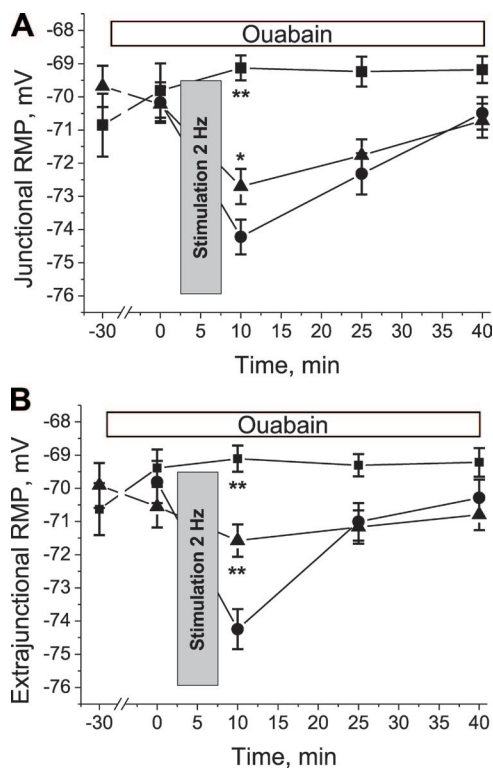 A
Ouabain
-68
-69
-70
-71
-72
-73
-74
-75
-76
Junctional RMP, mV
**
*
Stimulation 2 Hz
-30 0 5 10 15 20 25 30 35 40
Time, min
B
Ouabain
-68
-69
-70
-71
-72
-73
-74
-75
-76
Extrajunctional RMP, mV
**
**
Stimulation 2 Hz
-30 0 5 10 15 20 25 30 35 40
Time, min